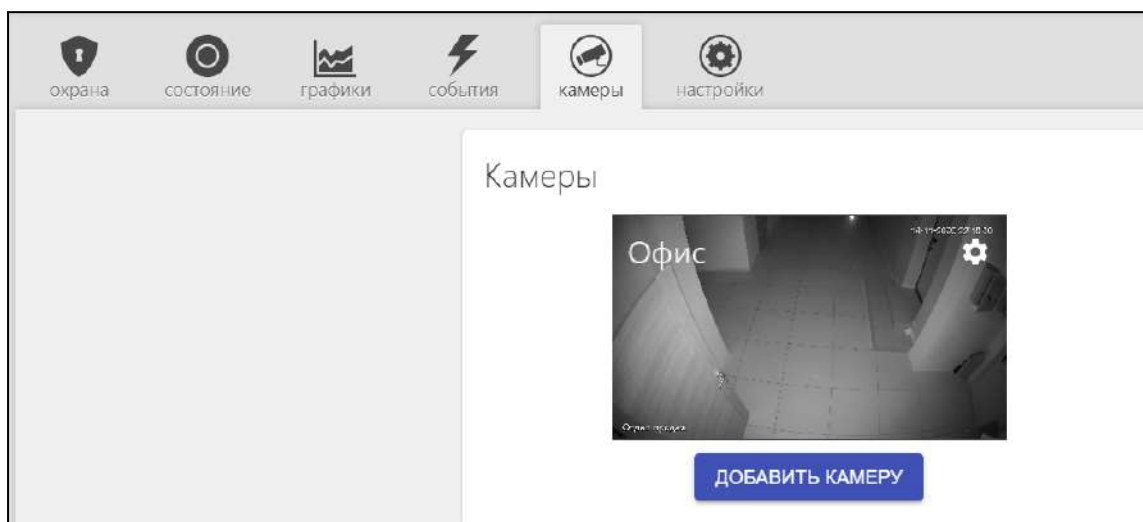 охрана состояние графики события камеры настройки
Камеры
Офис
ДОБАВИТЬ КАМЕРУ